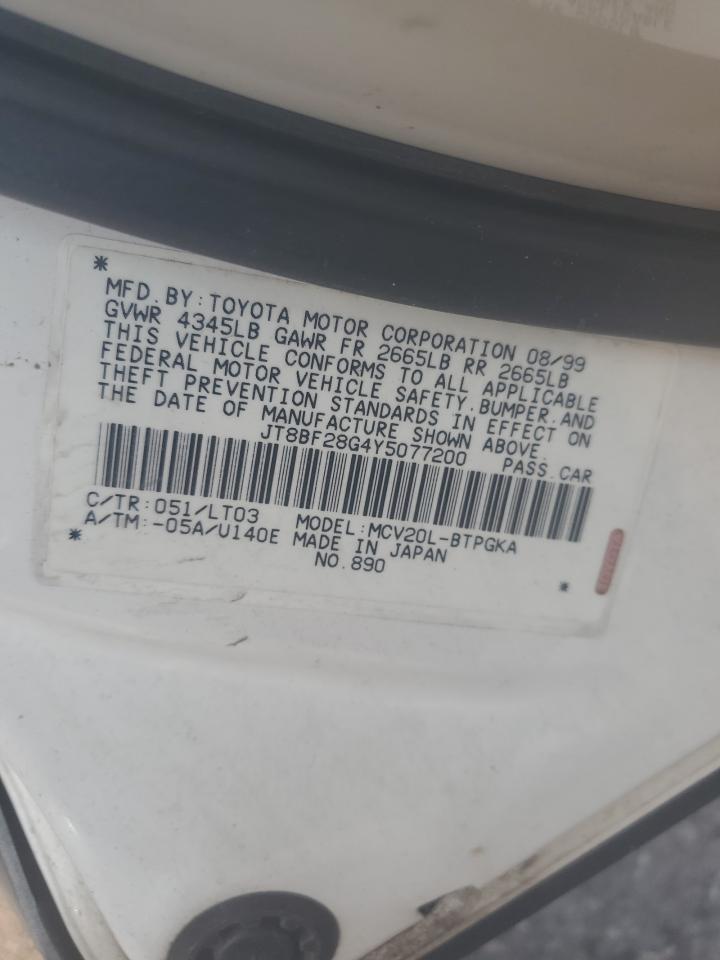 *
MFD. BY: TOYOTA MOTOR CORPORATION 08/99
GVWR 4345LB GAWR FR 2665LB RR 2665LB
THIS VEHICLE CONFORMS TO ALL APPLICABLE
FEDERAL MOTOR VEHICLE SAFETY, BUMPER, AND
THEFT PREVENTION STANDARDS IN EFFECT ON
THE DATE OF MANUFACTURE SHOWN ABOVE.
JT8BF28G4Y5077200 PASS. CAR
C/TR: 051/LT03 MODEL: MCV20L-BTPGKA
A/TM: -05A/U140E MADE IN JAPAN
* NO. 890 *